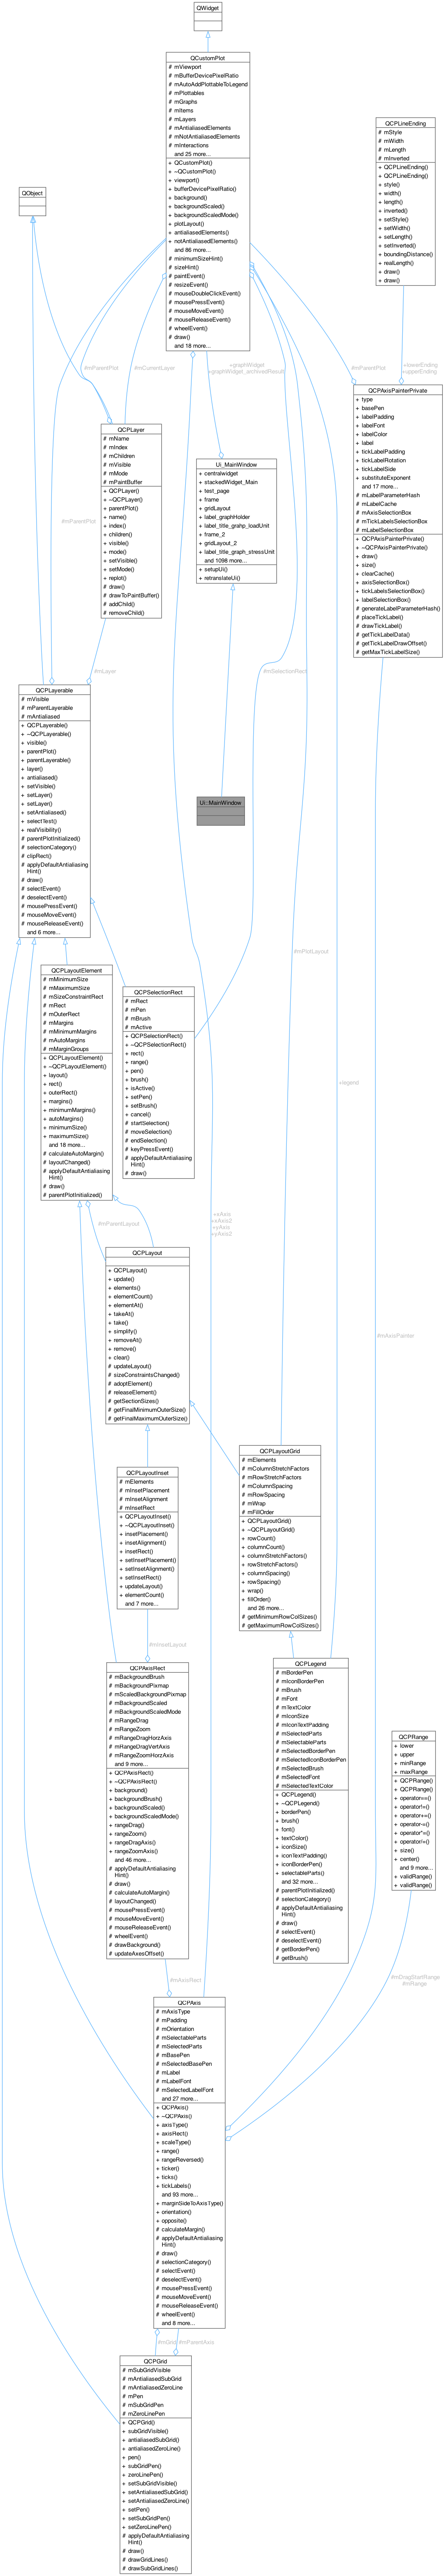 QWidget
QCustomPlot
# mViewport
# mBufferDevicePixelRatio
# mAutoAddPlottableToLegend
# mPlottables
# mGraphs
# mItems
# mLayers
# mAntialiasedElements
# mNotAntialiasedElements
# mInteractions
and 25 more...
+ QCustomPlot()
+ ~QCustomPlot()
+ viewport()
+ bufferDevicePixelRatio()
+ background()
+ backgroundScaled()
+ backgroundScaledMode()
+ plotLayout()
+ antialiasedElements()
+ notAntialiasedElements()
and 86 more...
# minimumSizeHint()
# sizeHint()
# paintEvent()
# resizeEvent()
# mouseDoubleClickEvent()
# mousePressEvent()
# mouseMoveEvent()
# mouseReleaseEvent()
# wheelEvent()
# draw()
and 18 more...
QCPLineEnding
# mStyle
# mWidth
# mLength
# mInverted
+ QCPLineEnding()
+ QCPLineEnding()
+ style()
+ width()
+ length()
+ inverted()
+ setStyle()
+ setWidth()
+ setLength()
+ setInverted()
+ boundingDistance()
+ realLength()
+ draw()
+ draw()
QObject
#mParentPlot
#mCurrentLayer
+graphWidget
+graphWidget_archivedResult
#mParentPlot
+lowerEnding
+upperEnding
QCPLayer
# mName
# mIndex
# mChildren
# mVisible
# mMode
# mPaintBuffer
+ QCPLayer()
+ ~QCPLayer()
+ parentPlot()
+ name()
+ index()
+ children()
+ visible()
+ mode()
+ setVisible()
+ setMode()
+ replot()
# draw()
# drawToPaintBuffer()
# addChild()
# removeChild()
Ui_MainWindow
+ centralwidget
+ stackedWidget_Main
+ test_page
+ frame
+ gridLayout
+ label_graphHolder
+ label_title_grahp_loadUnit
+ frame_2
+ gridLayout_2
+ label_title_graph_stressUnit
and 1098 more...
+ setupUi()
+ retranslateUi()
QCPAxisPainterPrivate
+ type
+ basePen
+ labelPadding
+ labelFont
+ labelColor
+ label
+ tickLabelPadding
+ tickLabelRotation
+ tickLabelSide
+ substituteExponent
and 17 more...
# mLabelParameterHash
# mLabelCache
# mAxisSelectionBox
# mTickLabelsSelectionBox
# mLabelSelectionBox
+ QCPAxisPainterPrivate()
+ ~QCPAxisPainterPrivate()
+ draw()
+ size()
+ clearCache()
+ axisSelectionBox()
+ tickLabelsSelectionBox()
+ labelSelectionBox()
# generateLabelParameterHash()
# placeTickLabel()
# drawTickLabel()
# getTickLabelData()
# getTickLabelDrawOffset()
# getMaxTickLabelSize()
#mParentPlot
#mLayer
#mSelectionRect
QCPLayerable
# mVisible
# mParentLayerable
# mAntialiased
+ QCPLayerable()
+ ~QCPLayerable()
+ visible()
+ parentPlot()
+ parentLayerable()
+ layer()
+ antialiased()
+ setVisible()
+ setLayer()
+ setLayer()
+ setAntialiased()
+ selectTest()
+ realVisibility()
# parentPlotInitialized()
# selectionCategory()
# clipRect()
# applyDefaultAntialiasing
Hint()
# draw()
# selectEvent()
# deselectEvent()
# mousePressEvent()
# mouseMoveEvent()
# mouseReleaseEvent()
and 6 more...
Ui::MainWindow
#mPlotLayout
QCPLayoutElement
# mMinimumSize
# mMaximumSize
# mSizeConstraintRect
# mRect
# mOuterRect
# mMargins
# mMinimumMargins
# mAutoMargins
# mMarginGroups
+ QCPLayoutElement()
+ ~QCPLayoutElement()
+ layout()
+ rect()
+ outerRect()
+ margins()
+ minimumMargins()
+ autoMargins()
+ minimumSize()
+ maximumSize()
and 18 more...
# calculateAutoMargin()
# layoutChanged()
# applyDefaultAntialiasing
Hint()
# draw()
# parentPlotInitialized()
QCPSelectionRect
# mRect
# mPen
# mBrush
# mActive
+ QCPSelectionRect()
+ ~QCPSelectionRect()
+ rect()
+ range()
+ pen()
+ brush()
+ isActive()
+ setPen()
+ setBrush()
+ cancel()
# startSelection()
# moveSelection()
# endSelection()
# keyPressEvent()
# applyDefaultAntialiasing
Hint()
# draw()
+legend
#mParentLayout
+xAxis
+xAxis2
+yAxis
+yAxis2
QCPLayout
+ QCPLayout()
+ update()
+ elements()
+ elementCount()
+ elementAt()
+ takeAt()
+ take()
+ simplify()
+ removeAt()
+ remove()
+ clear()
# updateLayout()
# sizeConstraintsChanged()
# adoptElement()
# releaseElement()
# getSectionSizes()
# getFinalMinimumOuterSize()
# getFinalMaximumOuterSize()
#mAxisPainter
QCPLayoutInset
# mElements
# mInsetPlacement
# mInsetAlignment
# mInsetRect
+ QCPLayoutInset()
+ ~QCPLayoutInset()
+ insetPlacement()
+ insetAlignment()
+ insetRect()
+ setInsetPlacement()
+ setInsetAlignment()
+ setInsetRect()
+ updateLayout()
+ elementCount()
and 7 more...
QCPLayoutGrid
# mElements
# mColumnStretchFactors
# mRowStretchFactors
# mColumnSpacing
# mRowSpacing
# mWrap
# mFillOrder
+ QCPLayoutGrid()
+ ~QCPLayoutGrid()
+ rowCount()
+ columnCount()
+ columnStretchFactors()
+ rowStretchFactors()
+ columnSpacing()
+ rowSpacing()
+ wrap()
+ fillOrder()
and 26 more...
# getMinimumRowColSizes()
# getMaximumRowColSizes()
#mInsetLayout
QCPAxisRect
# mBackgroundBrush
# mBackgroundPixmap
# mScaledBackgroundPixmap
# mBackgroundScaled
# mBackgroundScaledMode
# mRangeDrag
# mRangeZoom
# mRangeDragHorzAxis
# mRangeDragVertAxis
# mRangeZoomHorzAxis
and 9 more...
+ QCPAxisRect()
+ ~QCPAxisRect()
+ background()
+ backgroundBrush()
+ backgroundScaled()
+ backgroundScaledMode()
+ rangeDrag()
+ rangeZoom()
+ rangeDragAxis()
+ rangeZoomAxis()
and 46 more...
# applyDefaultAntialiasing
Hint()
# draw()
# calculateAutoMargin()
# layoutChanged()
# mousePressEvent()
# mouseMoveEvent()
# mouseReleaseEvent()
# wheelEvent()
# drawBackground()
# updateAxesOffset()
QCPLegend
# mBorderPen
# mIconBorderPen
# mBrush
# mFont
# mTextColor
# mIconSize
# mIconTextPadding
# mSelectedParts
# mSelectableParts
# mSelectedBorderPen
# mSelectedIconBorderPen
# mSelectedBrush
# mSelectedFont
# mSelectedTextColor
+ QCPLegend()
+ ~QCPLegend()
+ borderPen()
+ brush()
+ font()
+ textColor()
+ iconSize()
+ iconTextPadding()
+ iconBorderPen()
+ selectableParts()
and 32 more...
# parentPlotInitialized()
# selectionCategory()
# applyDefaultAntialiasing
Hint()
# draw()
# selectEvent()
# deselectEvent()
# getBorderPen()
# getBrush()
QCPRange
+ lower
+ upper
+ minRange
+ maxRange
+ QCPRange()
+ QCPRange()
+ operator==()
+ operator!=()
+ operator+=()
+ operator-=()
+ operator*=()
+ operator/=()
+ size()
+ center()
and 9 more...
+ validRange()
+ validRange()
#mAxisRect
#mDragStartRange
#mRange
QCPAxis
# mAxisType
# mPadding
# mOrientation
# mSelectableParts
# mSelectedParts
# mBasePen
# mSelectedBasePen
# mLabel
# mLabelFont
# mSelectedLabelFont
and 27 more...
+ QCPAxis()
+ ~QCPAxis()
+ axisType()
+ axisRect()
+ scaleType()
+ range()
+ rangeReversed()
+ ticker()
+ ticks()
+ tickLabels()
and 93 more...
+ marginSideToAxisType()
+ orientation()
+ opposite()
# calculateMargin()
# applyDefaultAntialiasing
Hint()
# draw()
# selectionCategory()
# selectEvent()
# deselectEvent()
# mousePressEvent()
# mouseMoveEvent()
# mouseReleaseEvent()
# wheelEvent()
and 8 more...
#mGrid
#mParentAxis
QCPGrid
# mSubGridVisible
# mAntialiasedSubGrid
# mAntialiasedZeroLine
# mPen
# mSubGridPen
# mZeroLinePen
+ QCPGrid()
+ subGridVisible()
+ antialiasedSubGrid()
+ antialiasedZeroLine()
+ pen()
+ subGridPen()
+ zeroLinePen()
+ setSubGridVisible()
+ setAntialiasedSubGrid()
+ setAntialiasedZeroLine()
+ setPen()
+ setSubGridPen()
+ setZeroLinePen()
# applyDefaultAntialiasing
Hint()
# draw()
# drawGridLines()
# drawSubGridLines()